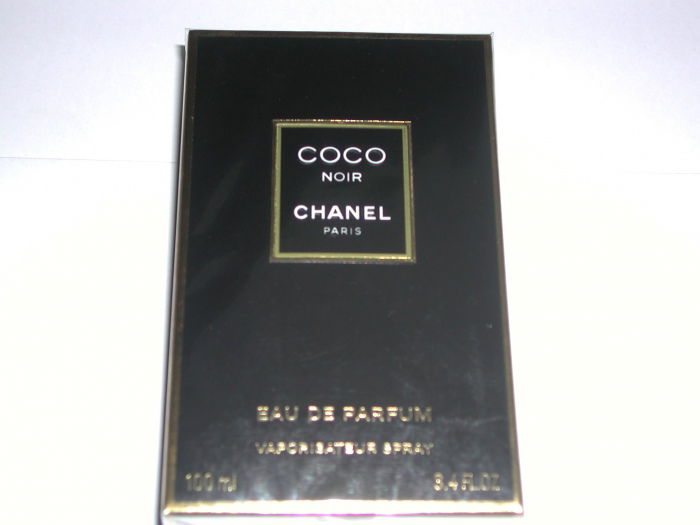 COCO
NOIR
CHANEL
PARIS
EAU DE PARFUM
VAPORISATEUR SPRAY
100 ml 3.4 FL.OZ.